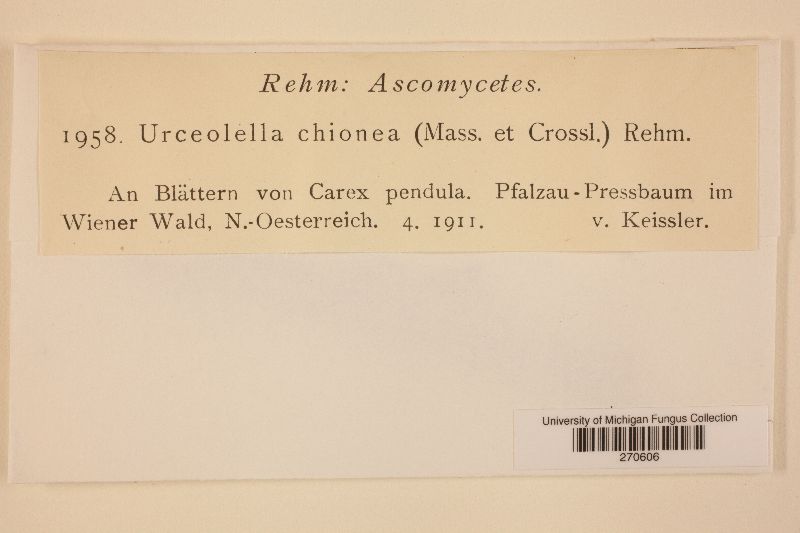 Rehm: Ascomycetes.
1958. Urceolella chionea (Mass. et Crossl.) Rehm.
An Blättern von Carex pendula. Pfalzau-Pressbaum im
Wiener Wald, N.-Oesterreich. 4. 1911. v. Keissler.
University of Michigan Fungus Collection
270606